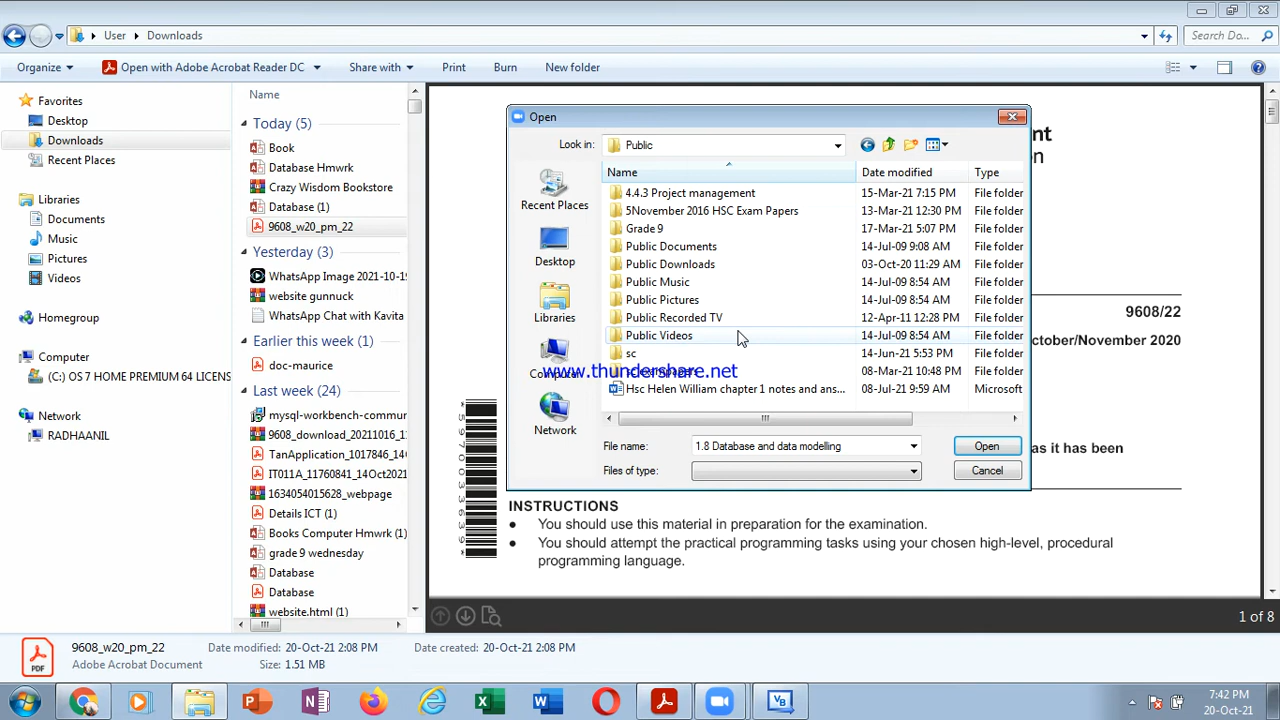 User
Downloads
Search Do...
Organize
Open with Adobe Acrobat Reader DC
Share with
Print
Burn
New folder
Favorites
Desktop
Downloads
Recent Places
Libraries
Documents
Music
Pictures
Videos
Homegroup
Computer
(C:) OS 7 HOME PREMIUM 64 LICENS
Network
RADHAANIL
Name
Today (5)
Book
Database Hmwrk
Crazy Wisdom Bookstore
Database (1)
9608_w20_pm_22
Yesterday (3)
WhatsApp Image 2021-10-19
website gunnuck
WhatsApp Chat with Kavita
Earlier this week (1)
doc-maurice
Last week (24)
mysql-workbench-commun
9608_download_20211016_1
TanApplication_1017846_14
IT011A_11760841_14Oct2021
1634054015628_webpage
Details ICT (1)
Books Computer Hmwrk (1)
grade 9 wednesday
Database
Database
website.html (1)
Open
Look in:
Public
Recent Places
Desktop
Libraries
Network
Name Date modified Type
4.4.3 Project management 15-Mar-21 7:15 PM File folder
5November 2016 HSC Exam Papers 13-Mar-21 12:30 PM File folder
Grade 9 17-Mar-21 5:07 PM File folder
Public Documents 14-Jul-09 9:08 AM File folder
Public Downloads 03-Oct-20 11:29 AM File folder
Public Music 14-Jul-09 8:54 AM File folder
Public Pictures 14-Jul-09 8:54 AM File folder
Public Recorded TV 12-Apr-11 12:28 PM File folder
Public Videos 14-Jul-09 8:54 AM File folder
sc 14-Jun-21 5:53 PM File folder
www.thundershare.net 08-Mar-21 10:48 PM File folder
Hsc Helen William chapter 1 notes and ans... 08-Jul-21 9:59 AM Microsoft
File name:
1.8 Database and data modelling
Open
Files of type:
Cancel
9608/22
October/November 2020
as it has been
INSTRUCTIONS
● You should use this material in preparation for the examination.
● You should attempt the practical programming tasks using your chosen high-level, procedural
programming language.
1 of 8
9608_w20_pm_22
Adobe Acrobat Document
Date modified: 20-Oct-21 2:08 PM
Size: 1.51 MB
Date created: 20-Oct-21 2:08 PM
7:42 PM
20-Oct-21